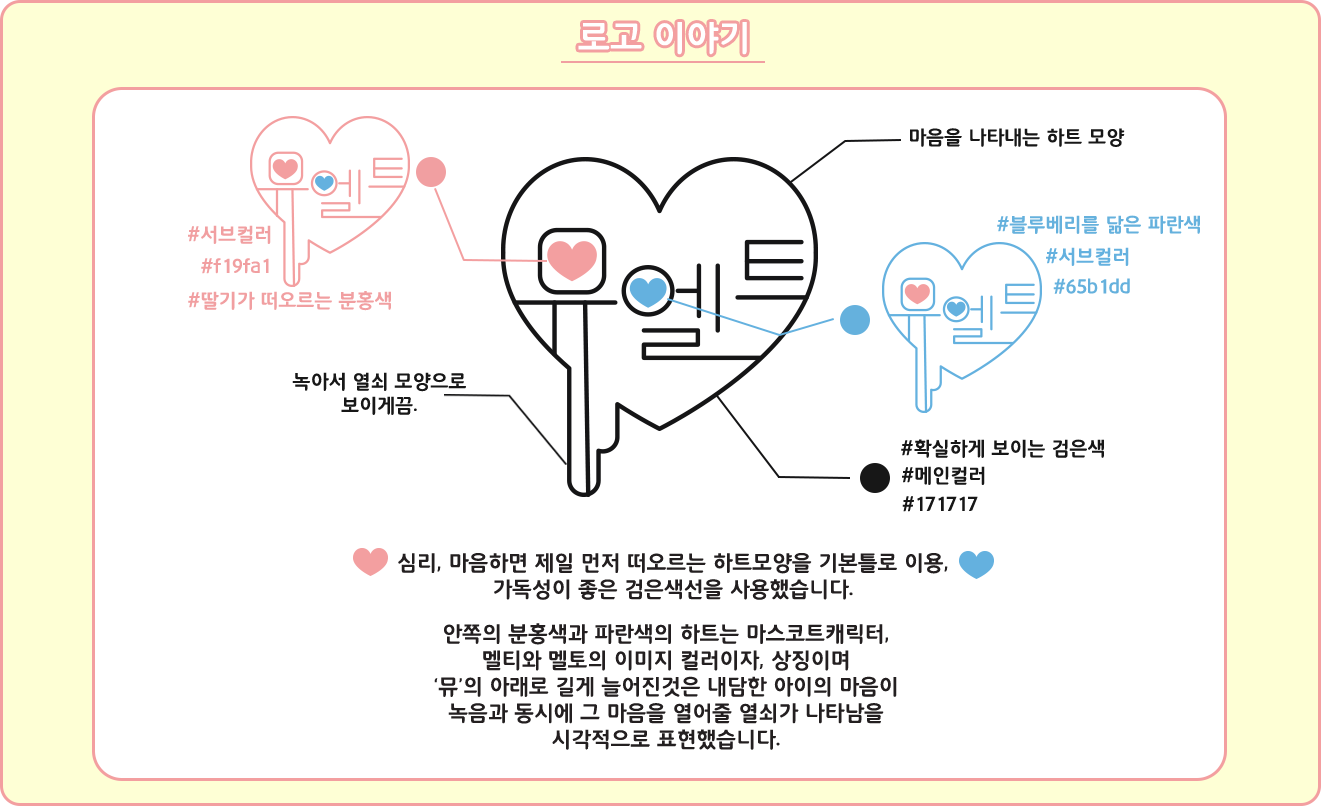 로고 이야기
마음을 나타내는 하트 모양
#서브컬러
#f19fa1
#딸기가 떠오르는 분홍색
#블루베리를 닮은 파란색
#서브컬러
#65b1dd
녹아서 열쇠 모양으로
보이게끔.
#확실하게 보이는 검은색
#메인컬러
#171717
심리, 마음하면 제일 먼저 떠오르는 하트모양을 기본틀로 이용,
가독성이 좋은 검은색선을 사용했습니다.
안쪽의 분홍색과 파란색의 하트는 마스코트캐릭터,
멜티와 멜토의 이미지 컬러이자, 상징이며
‘뮤’의 아래로 길게 늘어진것은 내담한 아이의 마음이
녹음과 동시에 그 마음을 열어줄 열쇠가 나타남을
시각적으로 표현했습니다.